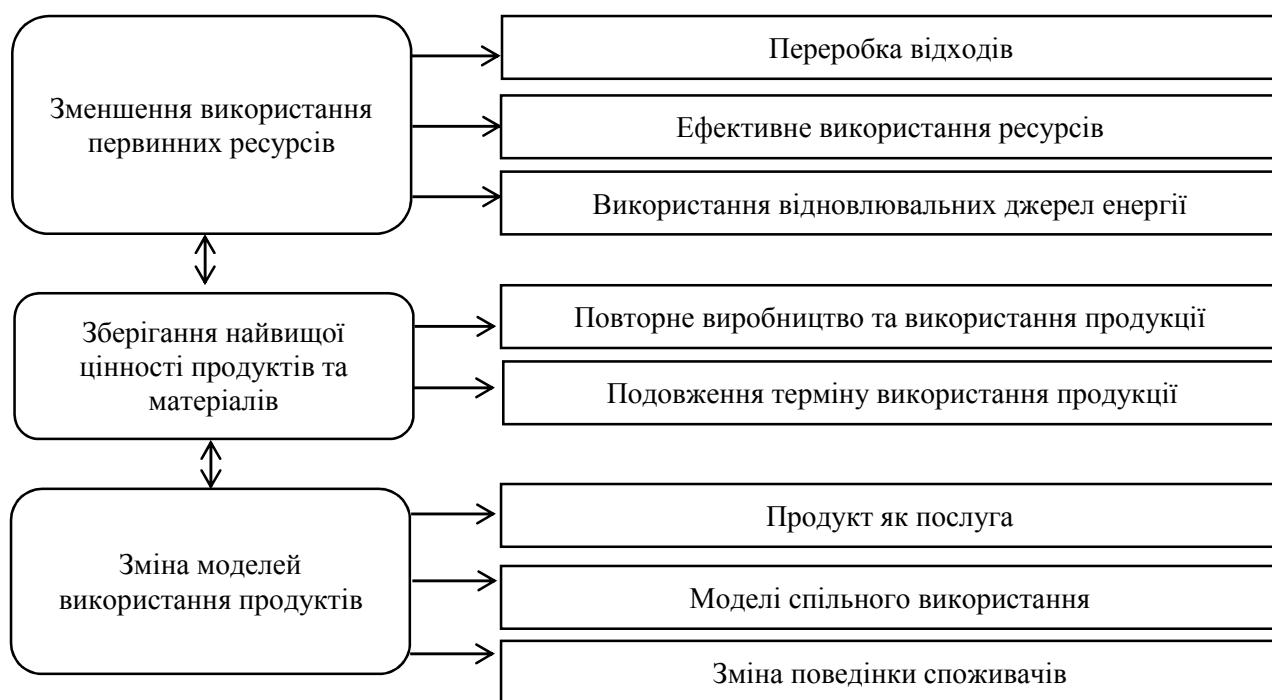 Зменшення використання
первинних ресурсів
Переробка відходів
Ефективне використання ресурсів
Використання відновлювальних джерел енергії
Зберігання найвищої
цінності продуктів та
матеріалів
Повторне виробництво та використання продукції
Подовження терміну використання продукції
Зміна моделей
використання продуктів
Продукт як послуга
Моделі спільного використання
Зміна поведінки споживачів